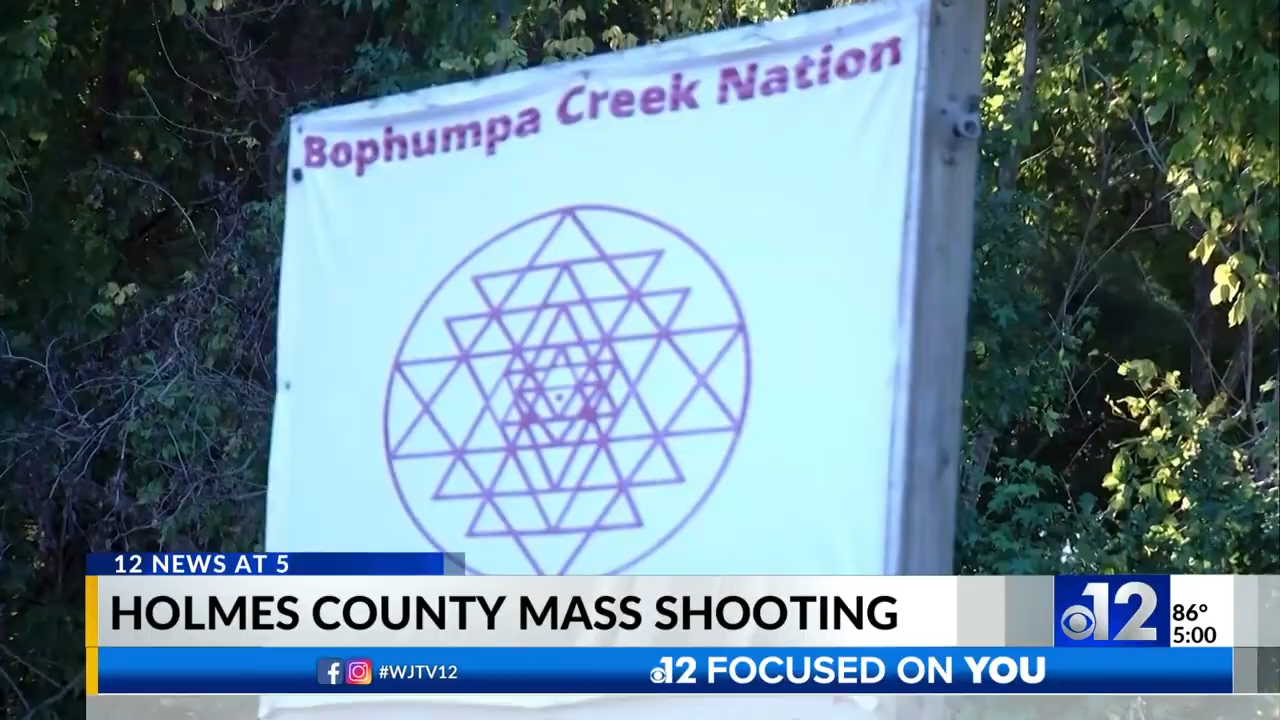 Bophumpa Creek Nation
12 NEWS AT 5
HOLMES COUNTY MASS SHOOTING
12
86°
5:00
#WJTV12
12 FOCUSED ON YOU